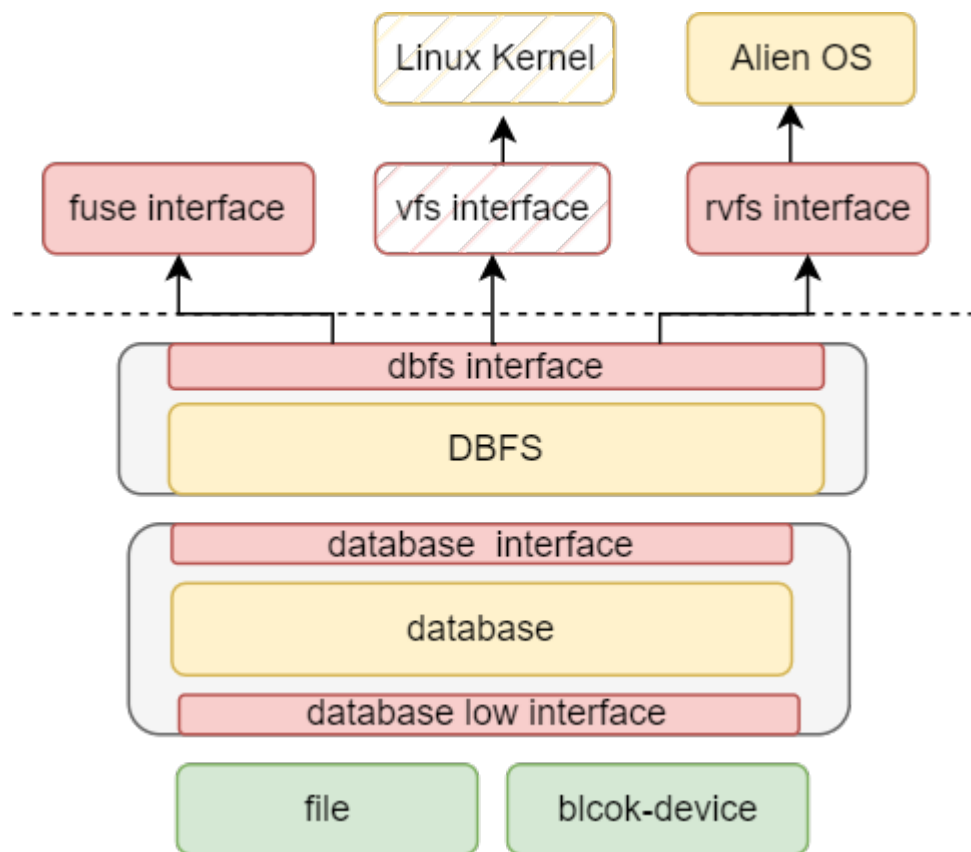 Linux Kernel
Alien OS
fuse interface
vfs interface
rvfs interface
dbfs interface
DBFS
database interface
database
database low interface
file
blcok-device